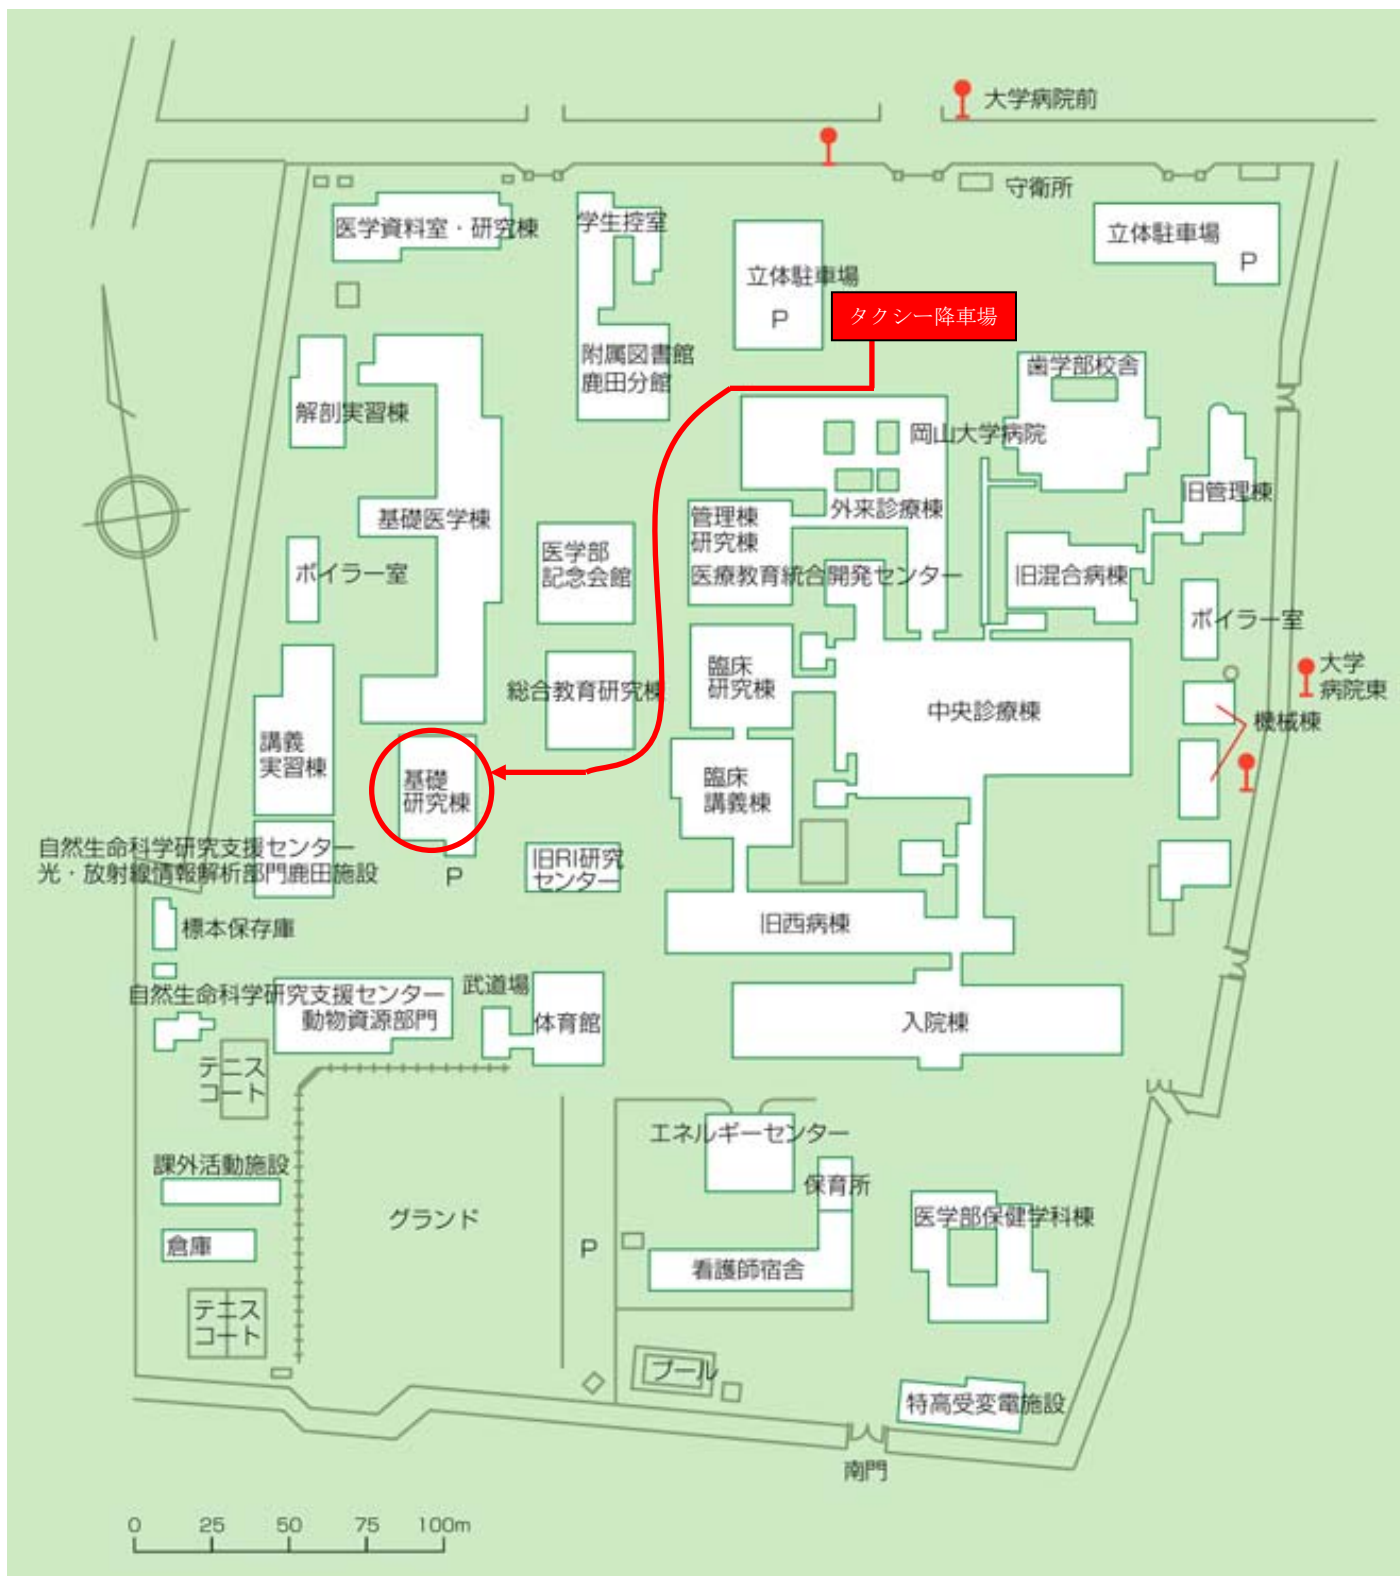 大学病院前
守衛所
医学資料室・研究棟
学生控室
立体駐車場
P
立体駐車場
P
タクシー降車場
附属図書館
鹿田分館
歯学部校舎
解剖実習棟
岡山大学病院
外来診療棟
旧管理棟
基礎医学棟
管理棟
研究棟
医学部
記念会館
医療教育統合開発センター
旧混合病棟
ボイラー室
ボイラー室
臨床
研究棟
総合教育研究棟
中央診療棟
大学
病院東
機械棟
講義
実習棟
基礎
研究棟
臨床
講義棟
自然生命科学研究支援センター
光・放射線情報解析部門鹿田施設
P
旧RI研究
センター
標本保存庫
旧西病棟
自然生命科学研究支援センター
動物資源部門
武道場
体育館
入院棟
テニス
コート
エネルギーセンター
課外活動施設
保育所
グランド
医学部保健学科棟
倉庫
P
看護師宿舎
テニス
コート
プール
特高受変電施設
南門
0 25 50 75 100m